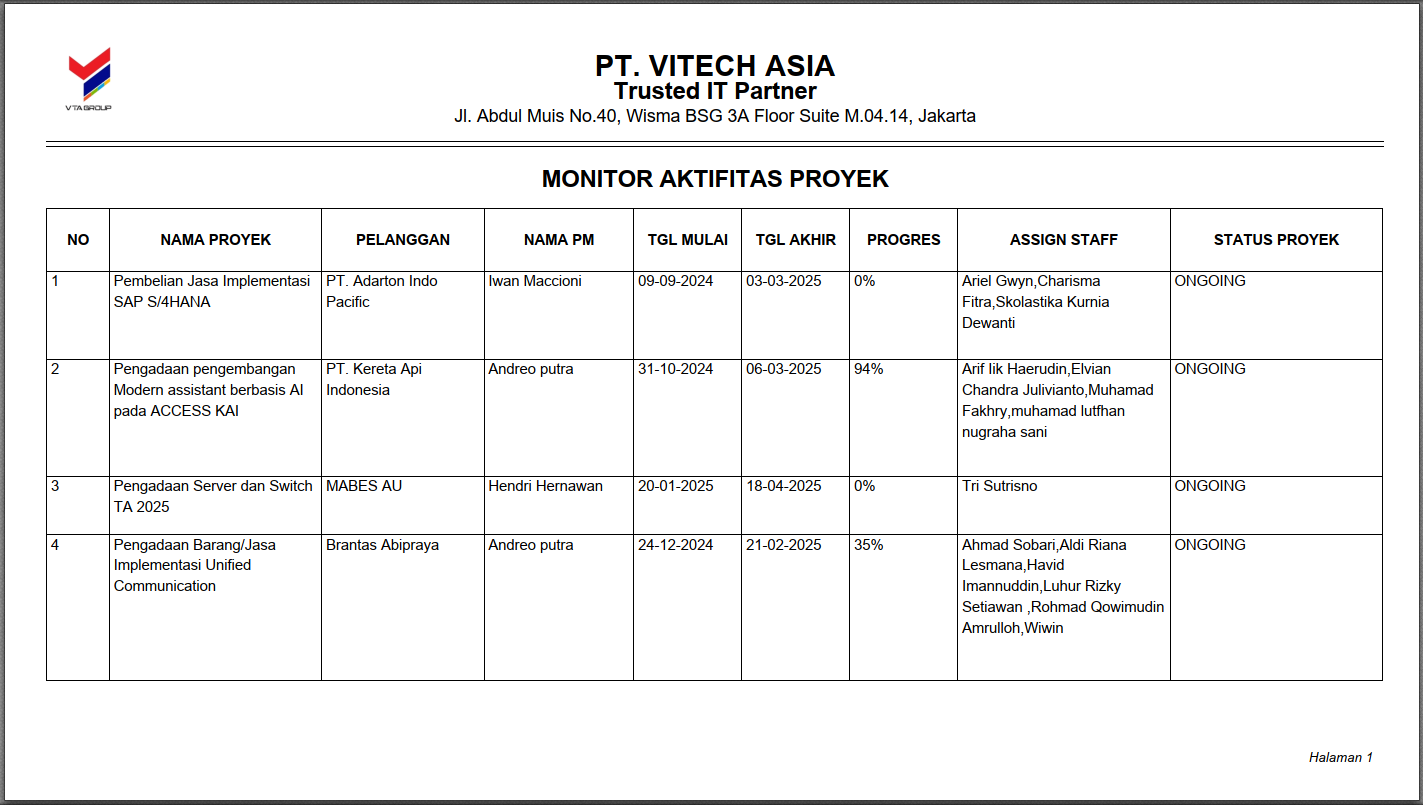 VTA GROUP
PT. VITECH ASIA
Trusted IT Partner
Jl. Abdul Muis No.40, Wisma BSG 3A Floor Suite M.04.14, Jakarta
MONITOR AKTIFITAS PROYEK
NO NAMA PROYEK PELANGGAN NAMA PM TGL MULAI TGL AKHIR PROGRES ASSIGN STAFF STATUS PROYEK
1 Pembelian Jasa Implementasi PT. Adarton Indo Iwan Maccioni 09-09-2024 03-03-2025 0% Ariel Gwyn,Charisma ONGOING
SAP S/4HANA Pacific Fitra,Skolastika Kurnia
Dewanti
2 Pengadaan pengembangan PT. Kereta Api Andreo putra 31-10-2024 06-03-2025 94% Arif Iik Haerudin,Elvian ONGOING
Modern assistant berbasis AI Indonesia Chandra Julivianto,Muhamad
pada ACCESS KAI Fakhry,muhamad lutfhan
nugraha sani
3 Pengadaan Server dan Switch MABES AU Hendri Hernawan 20-01-2025 18-04-2025 0% Tri Sutrisno ONGOING
TA 2025
4 Pengadaan Barang/Jasa Brantas Abipraya Andreo putra 24-12-2024 21-02-2025 35% Ahmad Sobari,Aldi Riana ONGOING
Implementasi Unified Lesmana,Havid
Communication Imannuddin,Luhur Rizky
Setiawan ,Rohmad Qowimudin
Amrulloh,Wiwin
Halaman 1